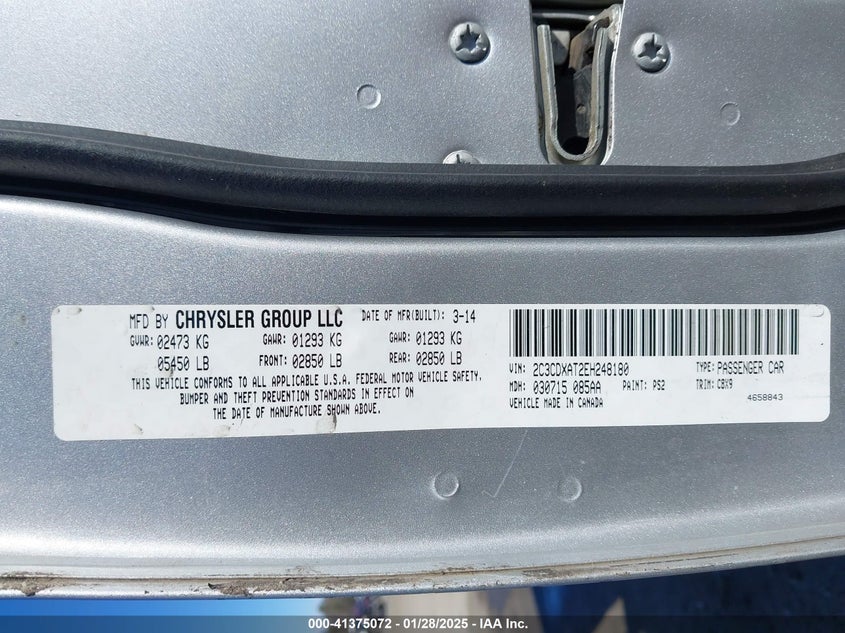 MFD BY CHRYSLER GROUP LLC DATE OF MFR(BUILT): 3-14
GVWR: 02473 KG GAWR: 01293 KG GAWR: 01293 KG
05450 LB FRONT: 02850 LB REAR: 02850 LB
THIS VEHICLE CONFORMS TO ALL APPLICABLE U.S.A. FEDERAL MOTOR VEHICLE SAFETY,
BUMPER AND THEFT PREVENTION STANDARDS IN EFFECT ON
THE DATE OF MANUFACTURE SHOWN ABOVE.
VIN: 2C3CDXAT2EH248180 TYPE: PASSENGER CAR
MDH: 030715 085AA PAINT: PS2 TRIM: CBX9
VEHICLE MADE IN CANADA 4658843
000-41375072 — 01/28/2025 — IAA Inc.